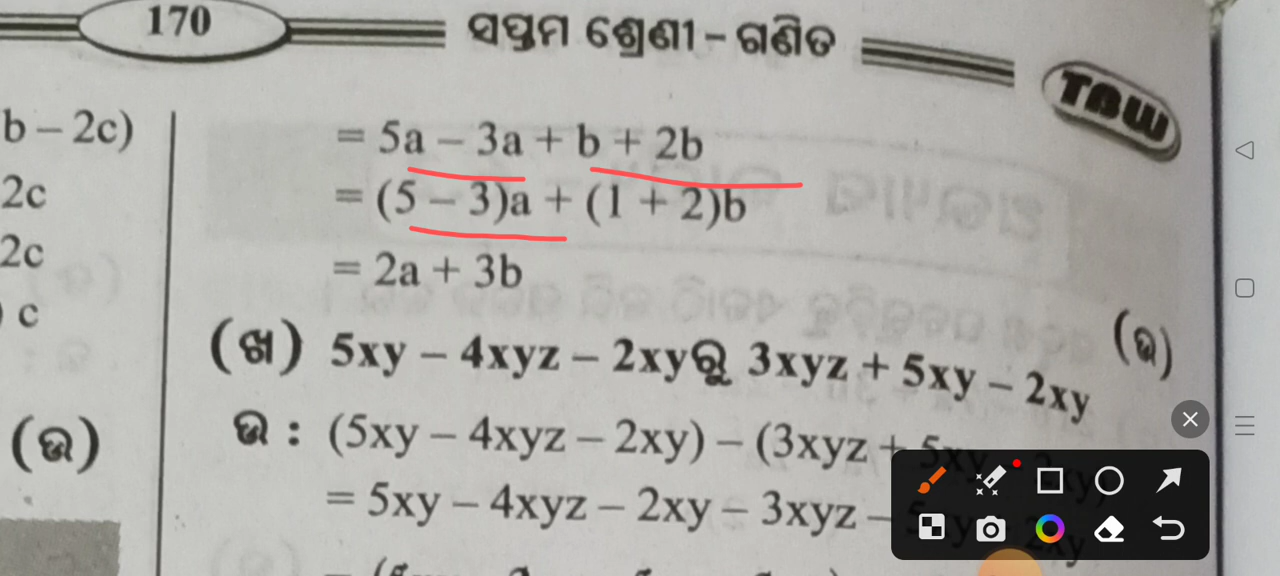 170 ସପ୍ତମ ଶ୍ରେଣୀ – ଗଣିତ
TBW
b – 2c)
2c
2c
c
(ଊ)
= 5a – 3a + b + 2b
= (5 – 3)a + (1 + 2)b
= 2a + 3b
(ଖ) 5xy – 4xyz – 2xyରୁ 3xyz + 5xy – 2xy
ଉ : (5xy – 4xyz – 2xy) – (3xyz + 5xy
= 5xy – 4xyz – 2xy – 3xyz –